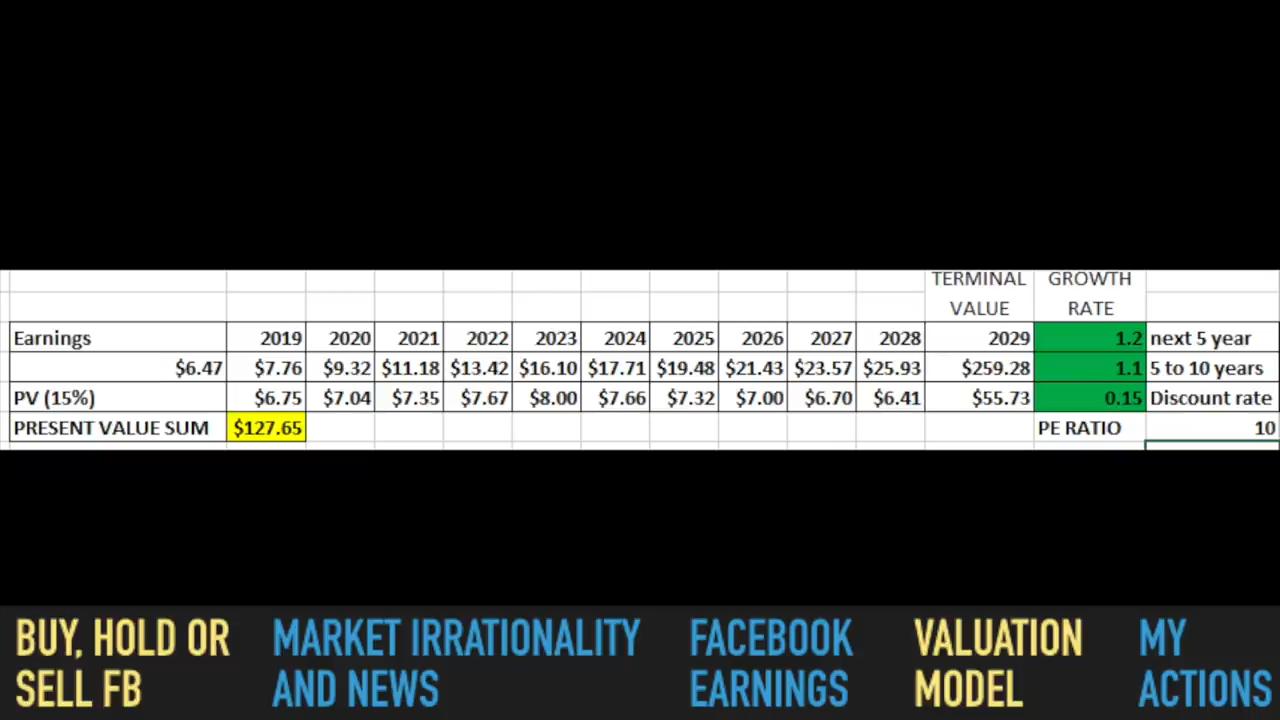 TERMINAL GROWTH
VALUE RATE
Earnings 2019 2020 2021 2022 2023 2024 2025 2026 2027 2028 2029 1.2 next 5 year
$6.47 $7.76 $9.32 $11.18 $13.42 $16.10 $17.71 $19.48 $21.43 $23.57 $25.93 $259.28 1.1 5 to 10 years
PV (15%) $6.75 $7.04 $7.35 $7.67 $8.00 $7.66 $7.32 $7.00 $6.70 $6.41 $55.73 0.15 Discount rate
PRESENT VALUE SUM $127.65 PE RATIO 10
BUY, HOLD OR
SELL FB
MARKET IRRATIONALITY
AND NEWS
FACEBOOK
EARNINGS
VALUATION
MODEL
MY
ACTIONS